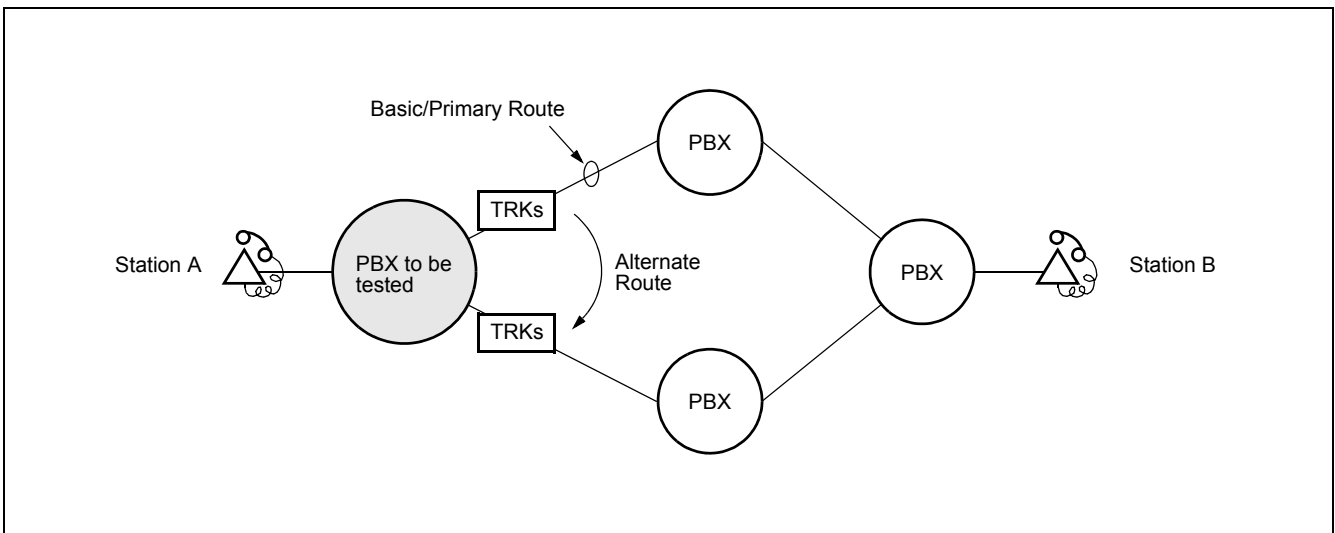 Basic/Primary Route
PBX
TRKs
Station A
PBX to be
tested
Alternate
Route
PBX
Station B
TRKs
PBX